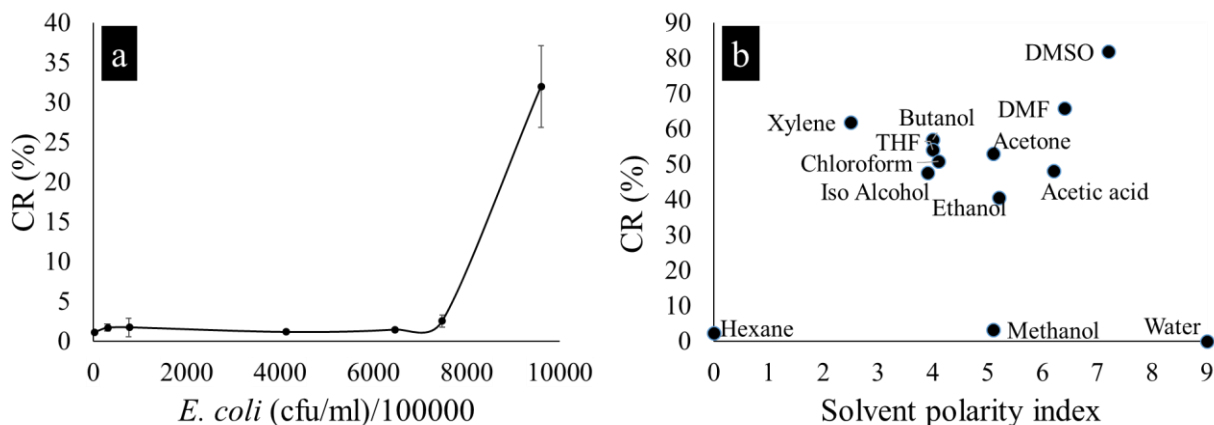 a
CR (%)
40
35
30
25
20
15
10
5
0
0 2000 4000 6000 8000 10000
E. coli (cfu/ml)/100000
b
CR (%)
90
80
70
60
50
40
30
20
10
0
DMSO
DMF
Xylene
Butanol
THF
Acetone
Chloroform
Iso Alcohol
Acetic acid
Ethanol
Hexane
Methanol
Water
0 1 2 3 4 5 6 7 8 9
Solvent polarity index